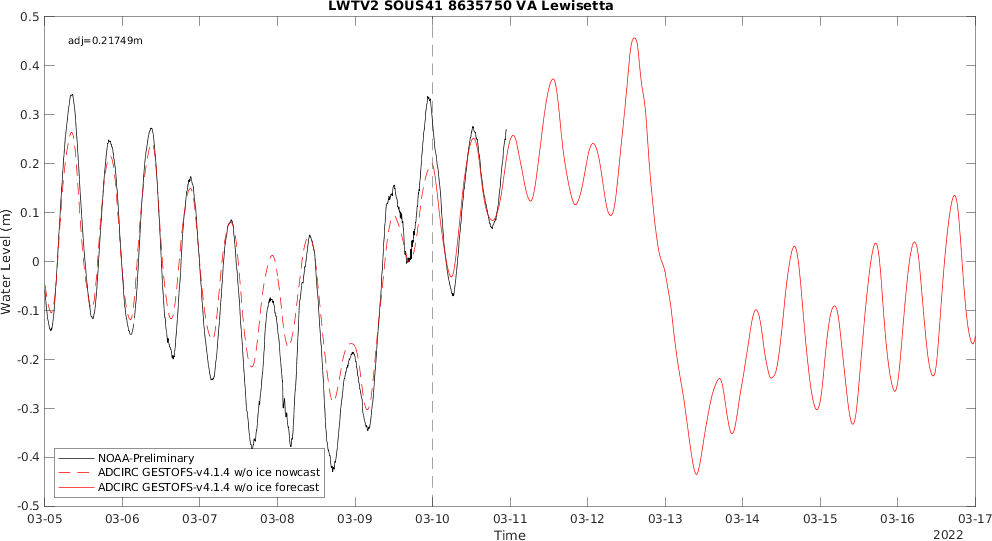 LWTV2 SOUS41 8635750 VA Lewisetta
adj=0.21749m
Water Level (m)
0.5
0.4
0.3
0.2
0.1
0
-0.1
-0.2
-0.3
-0.4
-0.5
NOAA-Preliminary
ADCIRC GESTOFS-v4.1.4 w/o ice nowcast
ADCIRC GESTOFS-v4.1.4 w/o ice forecast
03-05 03-06 03-07 03-08 03-09 03-10 03-11 03-12 03-13 03-14 03-15 03-16 03-17
Time
2022